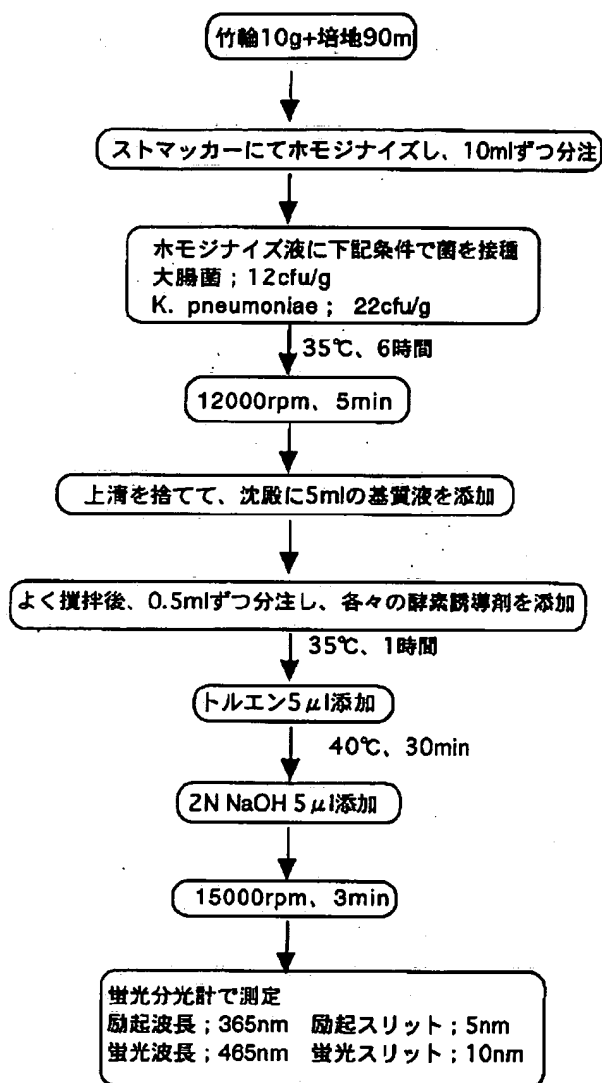 竹輪10g+培地90m
ストマッカーにてホモジナイズし、10mlずつ分注
ホモジナイズ液に下記条件で菌を接種
大腸菌；12cfu/g
K. pneumoniae； 22cfu/g
35℃、6時間
12000rpm、5min
上清を捨てて、沈殿に5mlの基質液を添加
よく攪拌後、0.5mlずつ分注し、各々の酵素誘導剤を添加
35℃、1時間
トルエン5μl添加
40℃、30min
2N NaOH 5μl添加
15000rpm、3min
蛍光分光計で測定
励起波長；365nm 励起スリット；5nm
蛍光波長；465nm 蛍光スリット；10nm